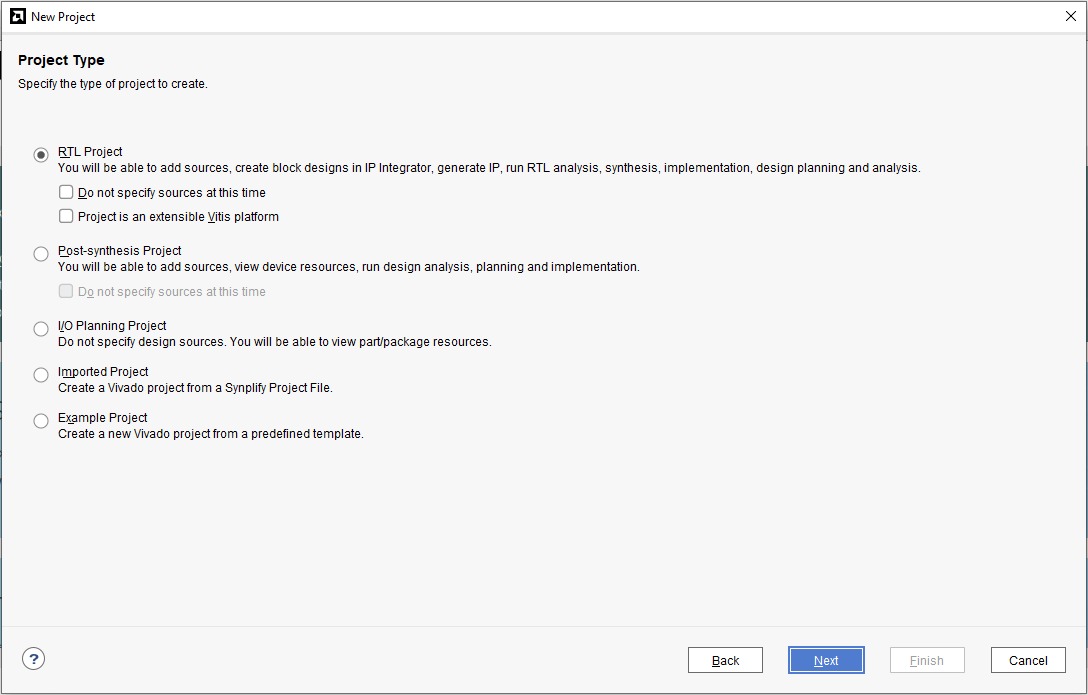 New Project
Project Type
Specify the type of project to create.
RTL Project
You will be able to add sources, create block designs in IP Integrator, generate IP, run RTL analysis, synthesis, implementation, design planning and analysis.
Do not specify sources at this time
Project is an extensible Vitis platform
Post-synthesis Project
You will be able to add sources, view device resources, run design analysis, planning and implementation.
Do not specify sources at this time
I/O Planning Project
Do not specify design sources. You will be able to view part/package resources.
Imported Project
Create a Vivado project from a Synplify Project File.
Example Project
Create a new Vivado project from a predefined template.
? Back Next Finish Cancel